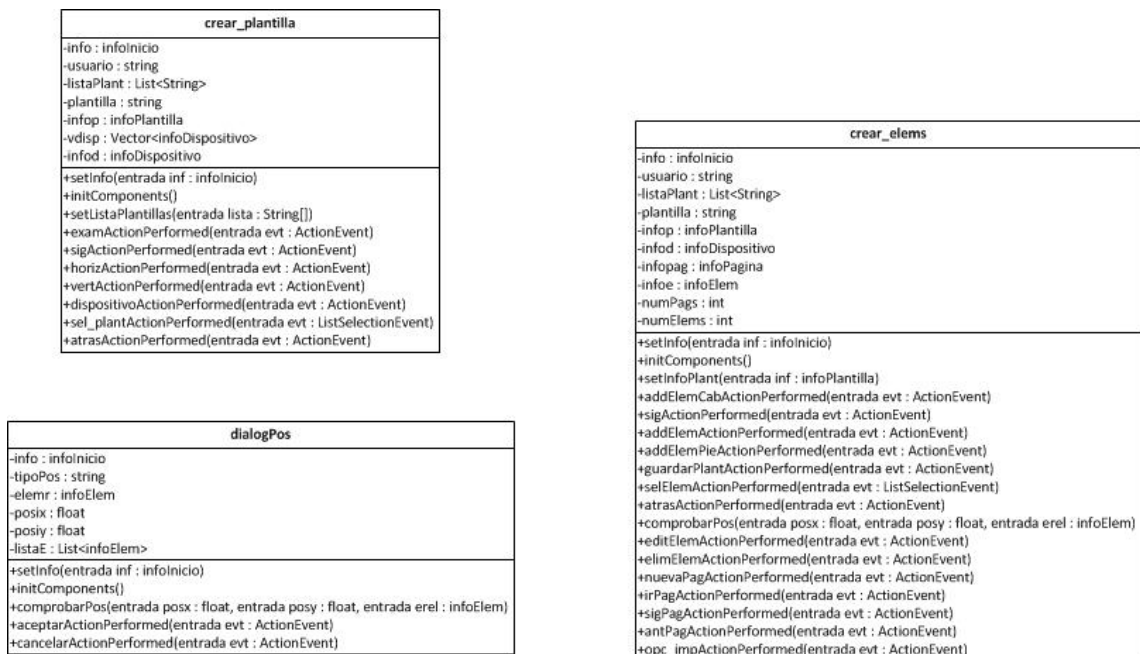 crear_plantilla
-info : infoInicio
-usuario : string
-listaPlant : List<String>
-plantilla : string
-infop : infoPlantilla
-vdisp : Vector<infoDispositivo>
-infod : infoDispositivo
+setInfo(entrada inf : infoInicio)
+initComponents()
+setListaPlantillas(entrada lista : String[])
+examActionPerformed(entrada evt : ActionEvent)
+sigActionPerformed(entrada evt : ActionEvent)
+horizActionPerformed(entrada evt : ActionEvent)
+vertActionPerformed(entrada evt : ActionEvent)
+dispositivoActionPerformed(entrada evt : ActionEvent)
+sel_plantActionPerformed(entrada evt : ListSelectionEvent)
+atrasActionPerformed(entrada evt : ActionEvent)
dialogPos
-info : infoInicio
-tipoPos : string
-elemr : infoElem
-posix : float
-posiy : float
-listaE : List<infoElem>
+setInfo(entrada inf : infoInicio)
+initComponents()
+comprobarPos(entrada posx : float, entrada posy : float, entrada erel : infoElem)
+aceptarActionPerformed(entrada evt : ActionEvent)
+cancelarActionPerformed(entrada evt : ActionEvent)
crear_elems
-info : infoInicio
-usuario : string
-listaPlant : List<String>
-plantilla : string
-infop : infoPlantilla
-infod : infoDispositivo
-infopag : infoPagina
-infoe : infoElem
-numPags : int
-numElems : int
+setInfo(entrada inf : infoInicio)
+initComponents()
+setInfoPlant(entrada inf : infoPlantilla)
+addElemCabActionPerformed(entrada evt : ActionEvent)
+sigActionPerformed(entrada evt : ActionEvent)
+addElemActionPerformed(entrada evt : ActionEvent)
+addElemPieActionPerformed(entrada evt : ActionEvent)
+guardarPlantActionPerformed(entrada evt : ActionEvent)
+selElemActionPerformed(entrada evt : ListSelectionEvent)
+atrasActionPerformed(entrada evt : ActionEvent)
+comprobarPos(entrada posx : float, entrada posy : float, entrada erel : infoElem)
+editElemActionPerformed(entrada evt : ActionEvent)
+elimElemActionPerformed(entrada evt : ActionEvent)
+nuevaPagActionPerformed(entrada evt : ActionEvent)
+irPagActionPerformed(entrada evt : ActionEvent)
+sigPagActionPerformed(entrada evt : ActionEvent)
+antPagActionPerformed(entrada evt : ActionEvent)
+opc_impActionPerformed(entrada evt : ActionEvent)